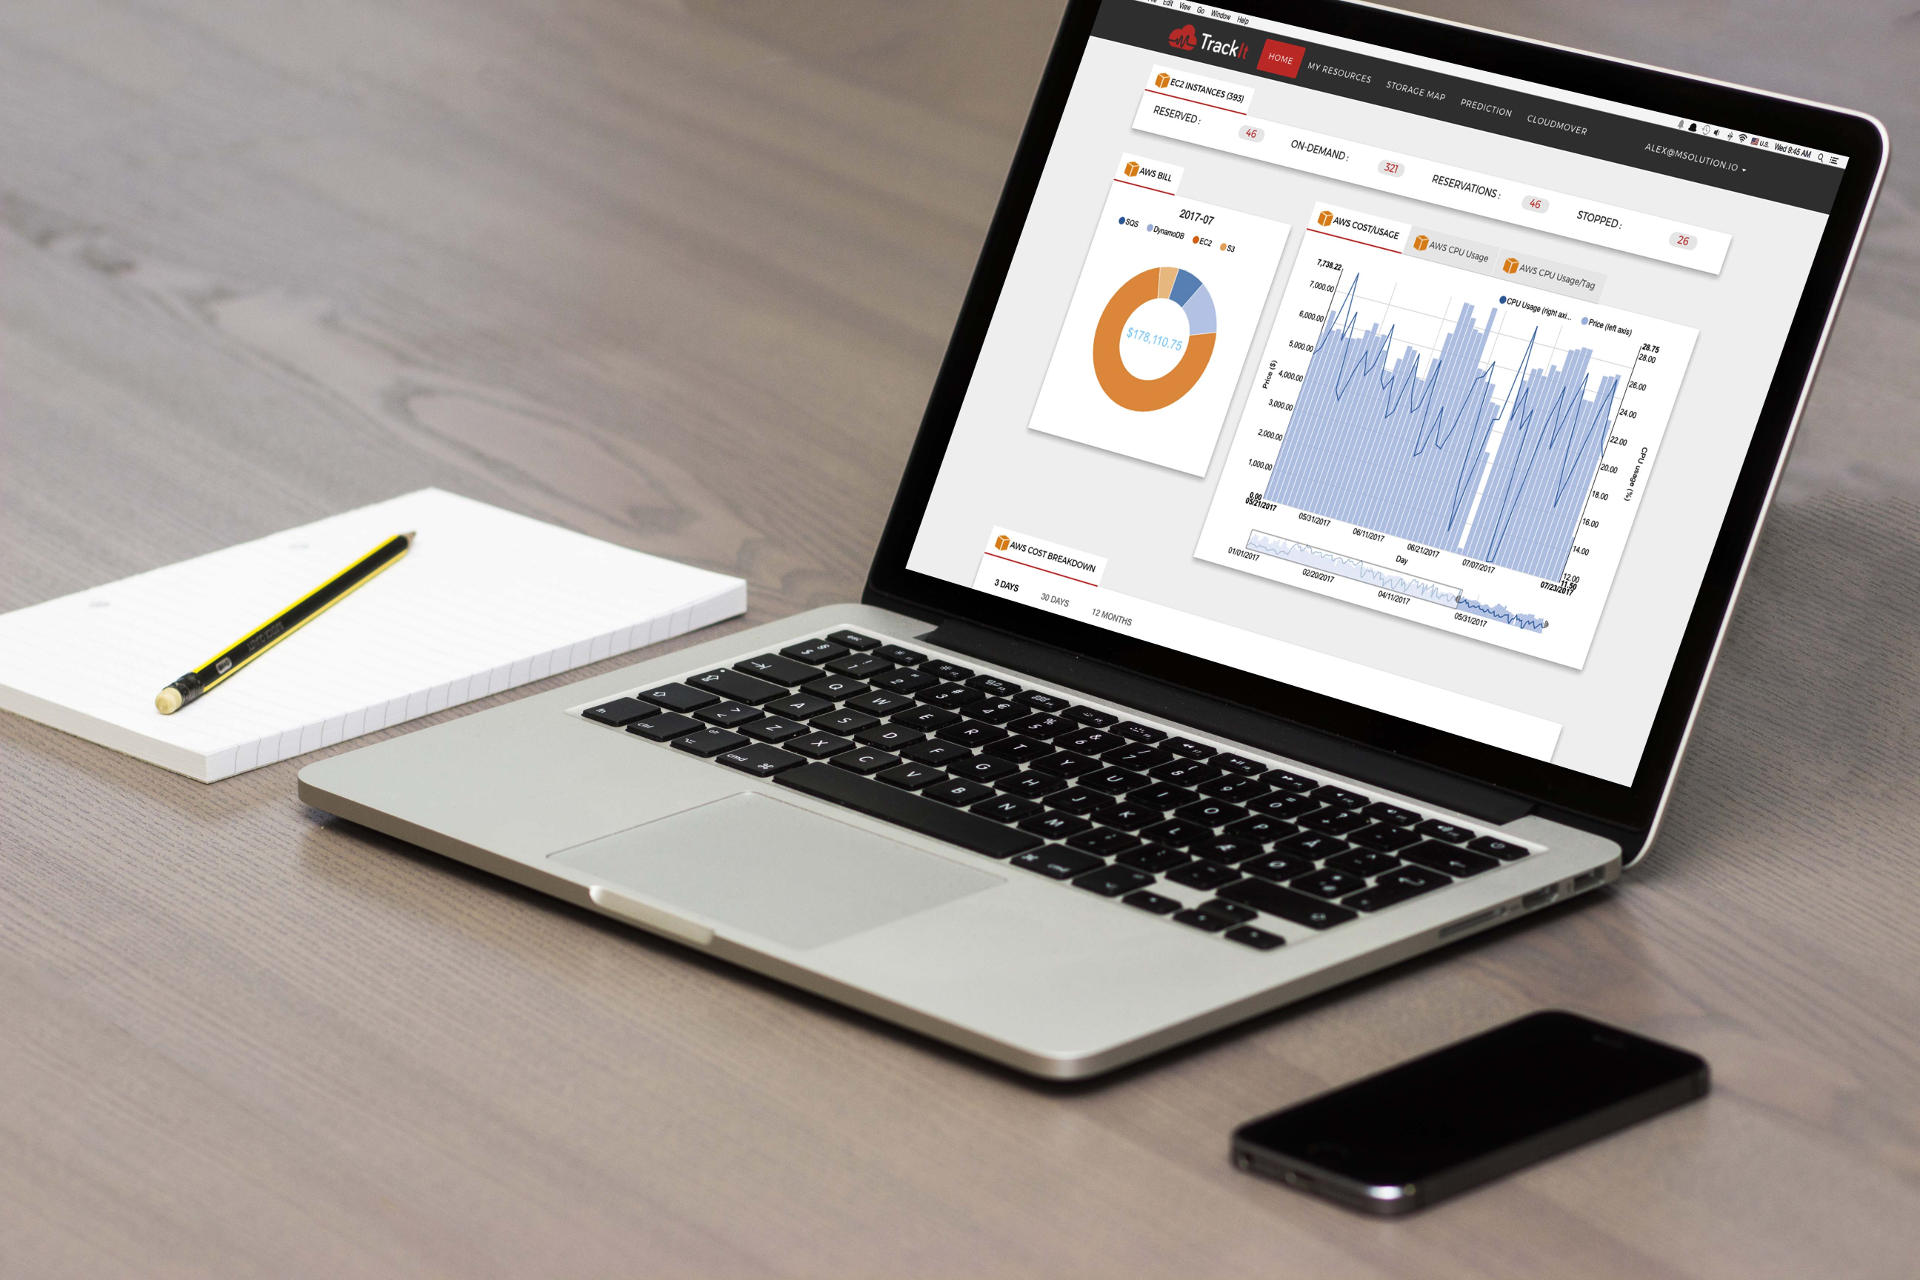 Edit View Go Window Help
U.S. Wed 9:45 AM
TrackIt
HOME
MY RESOURCES
STORAGE MAP
PREDICTION
CLOUDMOVER
ALEX@MSOLUTION.IO
EC2 INSTANCES (393)
RESERVED : 46
ON-DEMAND : 321
RESERVATIONS : 46
STOPPED : 26
AWS BILL
2017-07
SQS DynamoDB EC2 S3
$178,110.75
AWS COST/USAGE
AWS CPU Usage
AWS CPU Usage/Tag
CPU Usage (right axi...
Price (left axis)
7,738.22
7,000.00
6,000.00
5,000.00
4,000.00
3,000.00
2,000.00
1,000.00
0.00
Price ($)
28.75
28.00
26.00
24.00
22.00
20.00
18.00
16.00
14.00
12.00
11.50
CPU usage (%)
05/21/2017
05/31/2017
06/11/2017
06/21/2017
07/07/2017
07/23/2017
Day
01/01/2017
02/20/2017
04/11/2017
05/31/2017
AWS COST BREAKDOWN
3 DAYS
30 DAYS
12 MONTHS
esc
Q W E R T Y U I O P Å
A S D F G H J K L Æ Ø
Z X C V B N M
fn ctrl alt cmd
cmd